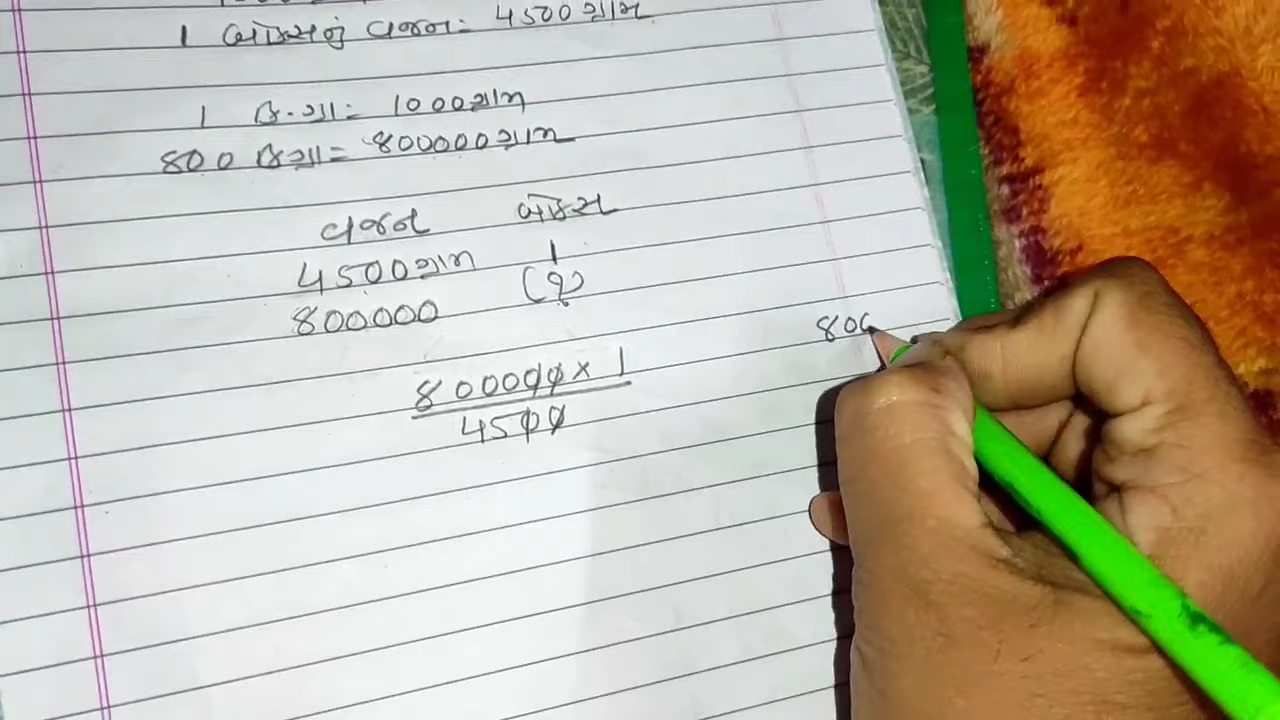 1 બોક્સનું વજન = 4500 ગ્રામ
1 કિ.ગ્રા = 1000 ગ્રામ
800 કિગ્રા = 800000 ગ્રામ
વજન બોક્સ
4500 ગ્રામ 1
800000 (?)
800000 × 1
4500
800